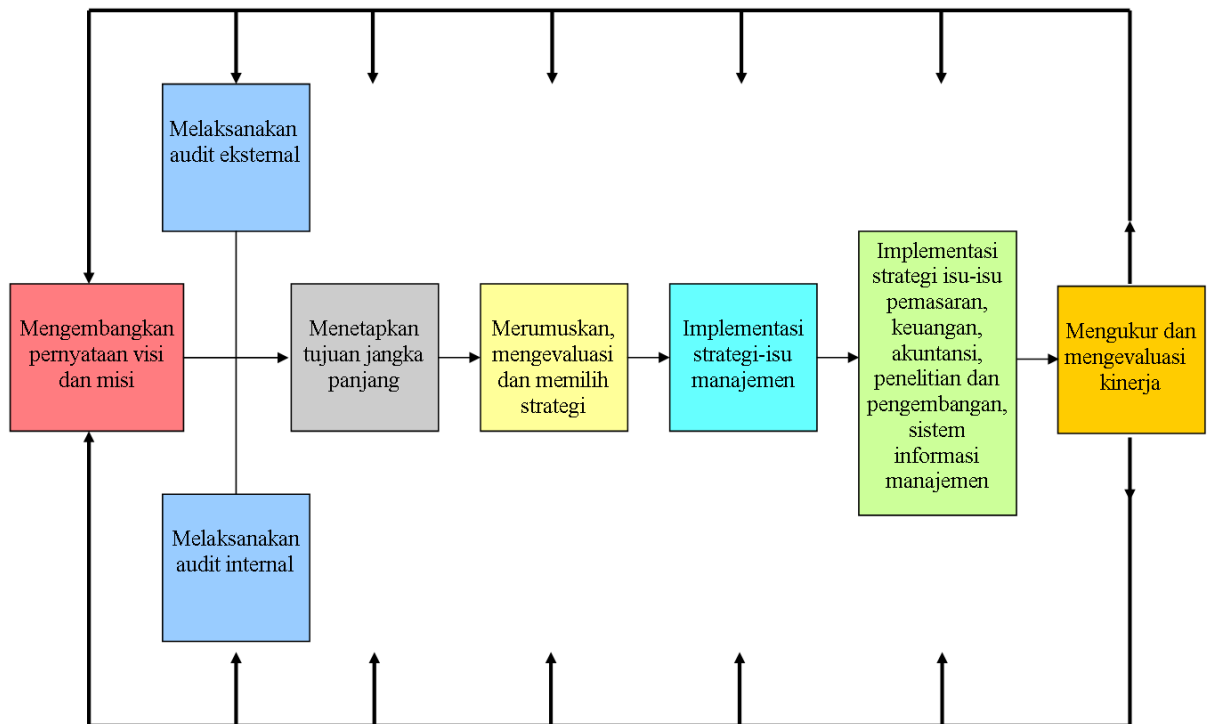 Melaksanakan
audit eksternal
Mengembangkan
pernyataan visi
dan misi
Menetapkan
tujuan jangka
panjang
Merumuskan,
mengevaluasi
dan memilih
strategi
Implementasi
strategi-isu
manajemen
Implementasi
strategi isu-isu
pemasaran,
keuangan,
akuntansi,
penelitian dan
pengembangan,
sistem
informasi
manajemen
Mengukur dan
mengevaluasi
kinerja
Melaksanakan
audit internal